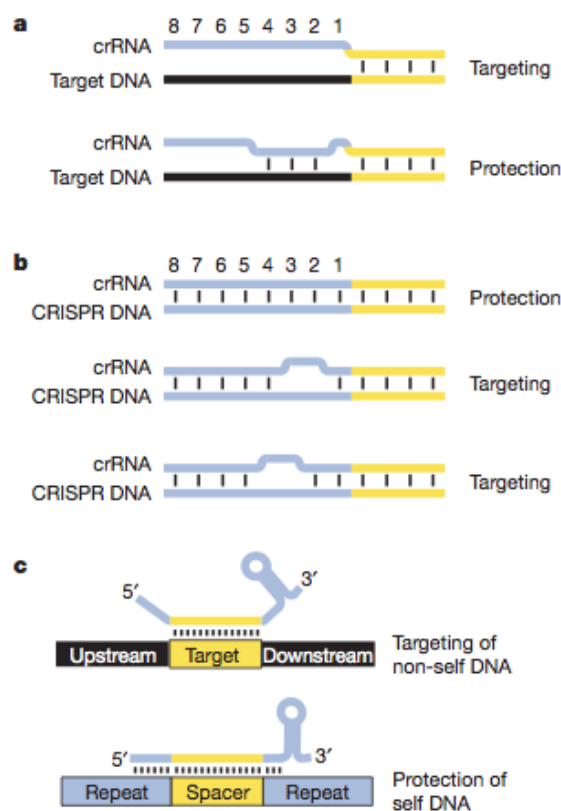 a
8 7 6 5 4 3 2 1
crRNA
Target DNA
Targeting
crRNA
Target DNA
Protection
b
8 7 6 5 4 3 2 1
crRNA
CRISPR DNA
Protection
crRNA
CRISPR DNA
Targeting
crRNA
CRISPR DNA
Targeting
c
5′ 3′
Upstream Target Downstream
Targeting of
non-self DNA
5′ 3′
Repeat Spacer Repeat
Protection of
self DNA